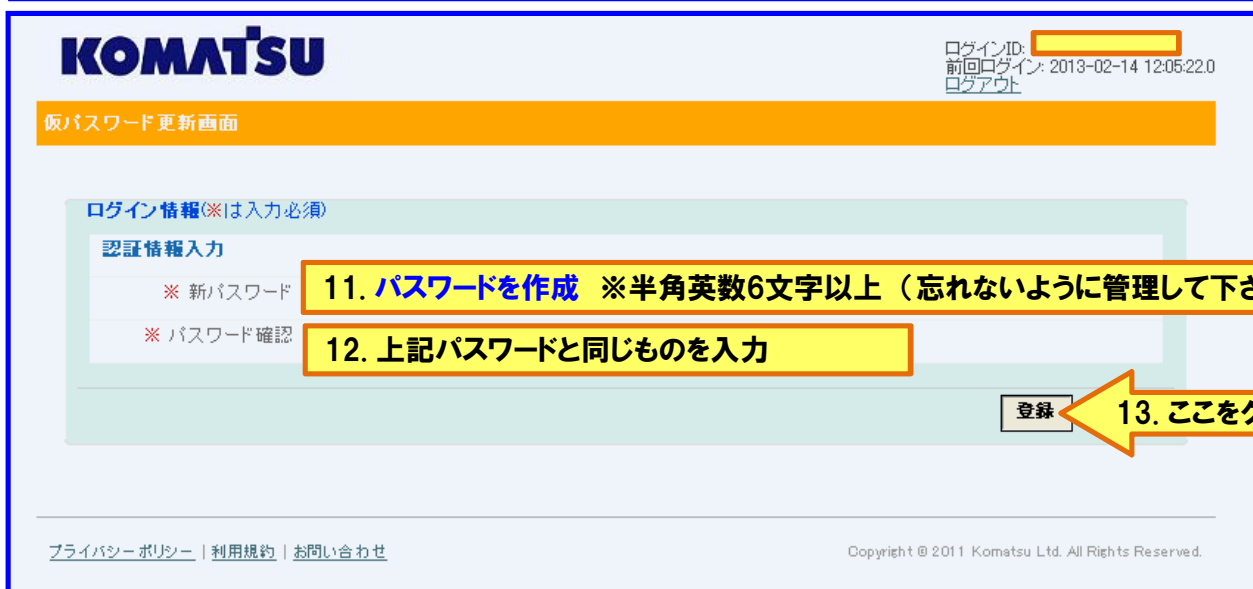 KOMATSU
ログインID:
前回ログイン: 2013-02-14 12:05:22.0
ログアウト
仮パスワード更新画面
ログイン情報(※は入力必須)
認証情報入力
※ 新パスワード
11. パスワードを作成 ※半角英数6文字以上 (忘れないように管理して下さ
※ パスワード確認
12. 上記パスワードと同じものを入力
登録
13. ここをク
プライバシーポリシー | 利用規約 | お問い合わせ
Copyright © 2011 Komatsu Ltd. All Rights Reserved.